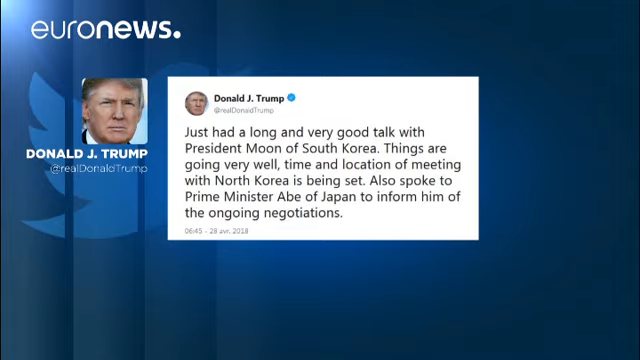 euronews.
DONALD J. TRUMP
@realDonaldTrump
Donald J. Trump
@realDonaldTrump
Just had a long and very good talk with
President Moon of South Korea. Things are
going very well, time and location of meeting
with North Korea is being set. Also spoke to
Prime Minister Abe of Japan to inform him of
the ongoing negotiations.
06:45 - 28 avr. 2018